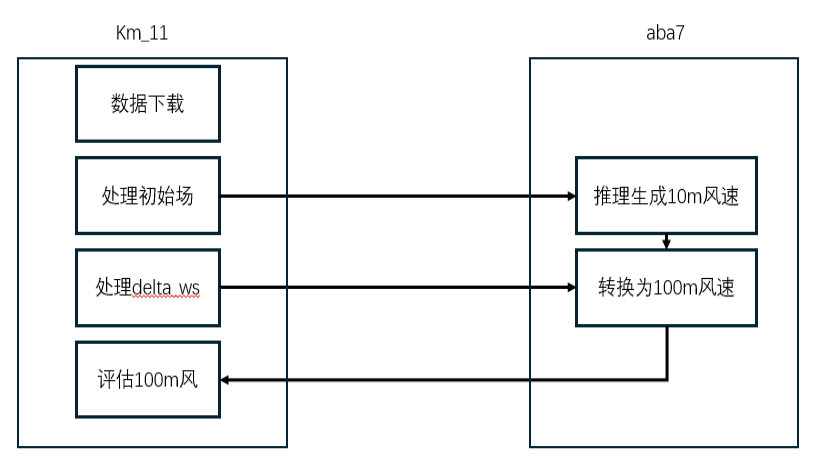 Km_11
aba7
数据下载
处理初始场
推理生成10m风速
处理delta_ws
转换为100m风速
评估100m风